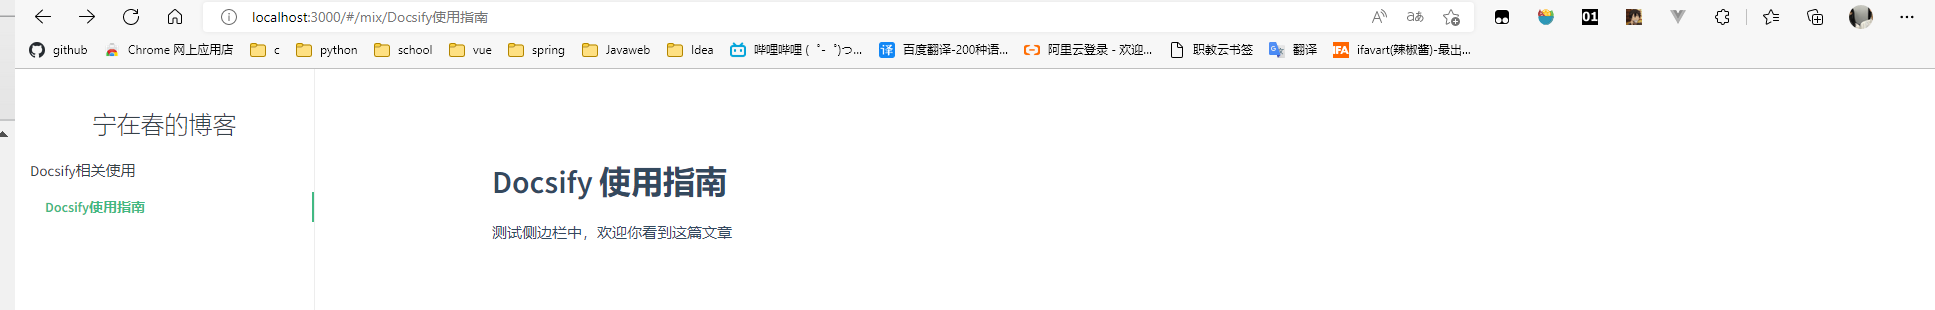 localhost:3000/#/mix/Docsify使用指南
github Chrome 网上应用店 c python school vue spring Javaweb Idea 哔哩哔哩 ( ゜- ゜)つ... 百度翻译-200种语... 阿里云登录 - 欢迎... 职教云书签 翻译 ifavart(辣椒酱)-最出...
宁在春的博客
Docsify相关使用
Docsify使用指南
Docsify 使用指南
测试侧边栏中，欢迎你看到这篇文章